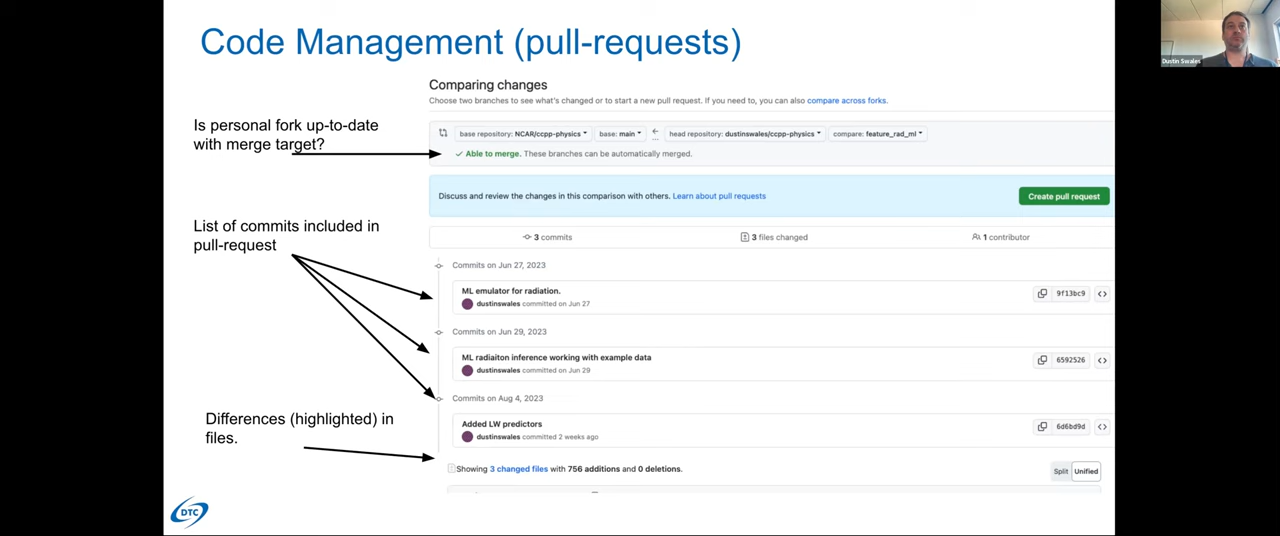 Code Management (pull-requests)
Dustin Swales
Comparing changes
Choose two branches to see what's changed or to start a new pull request. If you need to, you can also compare across forks.
Is personal fork up-to-date
with merge target?
base repository: NCAR/ccpp-physics base: main head repository: dustinswales/ccpp-physics compare: feature_rad_ml
Able to merge. These branches can be automatically merged.
Discuss and review the changes in this comparison with others. Learn about pull requests
Create pull request
List of commits included in
pull-request
3 commits 3 files changed 1 contributor
Commits on Jun 27, 2023
ML emulator for radiation.
dustinswales committed on Jun 27
9f13bc9
Commits on Jun 29, 2023
ML radiaiton inference working with example data
dustinswales committed on Jun 29
6592526
Commits on Aug 4, 2023
Added LW predictors
dustinswales committed 2 weeks ago
6d6bd9d
Differences (highlighted) in
files.
Showing 3 changed files with 756 additions and 0 deletions.
Split Unified
DTC